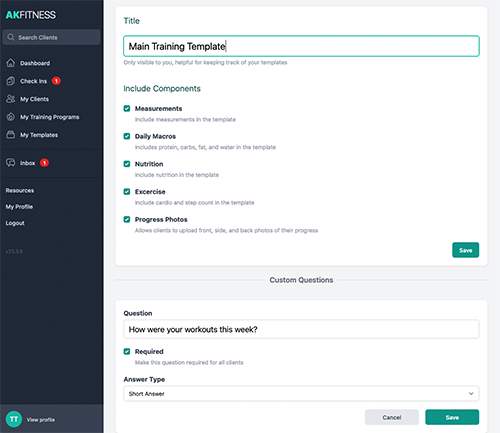 AKFITNESS
Search Clients
Dashboard
Check Ins 1
My Clients
My Training Programs
My Templates
Inbox 1
Resources
My Profile
Logout
TT View profile
Title
Main Training Template
Only visible to you, helpful for keeping track of your templates
Include Components
Measurements
Include measurements in the template
Daily Macros
Includes protein, carbs, fat, and water in the template
Nutrition
Include nutrition in the template
Excercise
Include cardio and step count in the template
Progress Photos
Allows clients to upload front, side, and back photos of their progress
Save
Custom Questions
Question
How were your workouts this week?
Required
Make this question required for all clients
Answer Type
Short Answer
Cancel Save